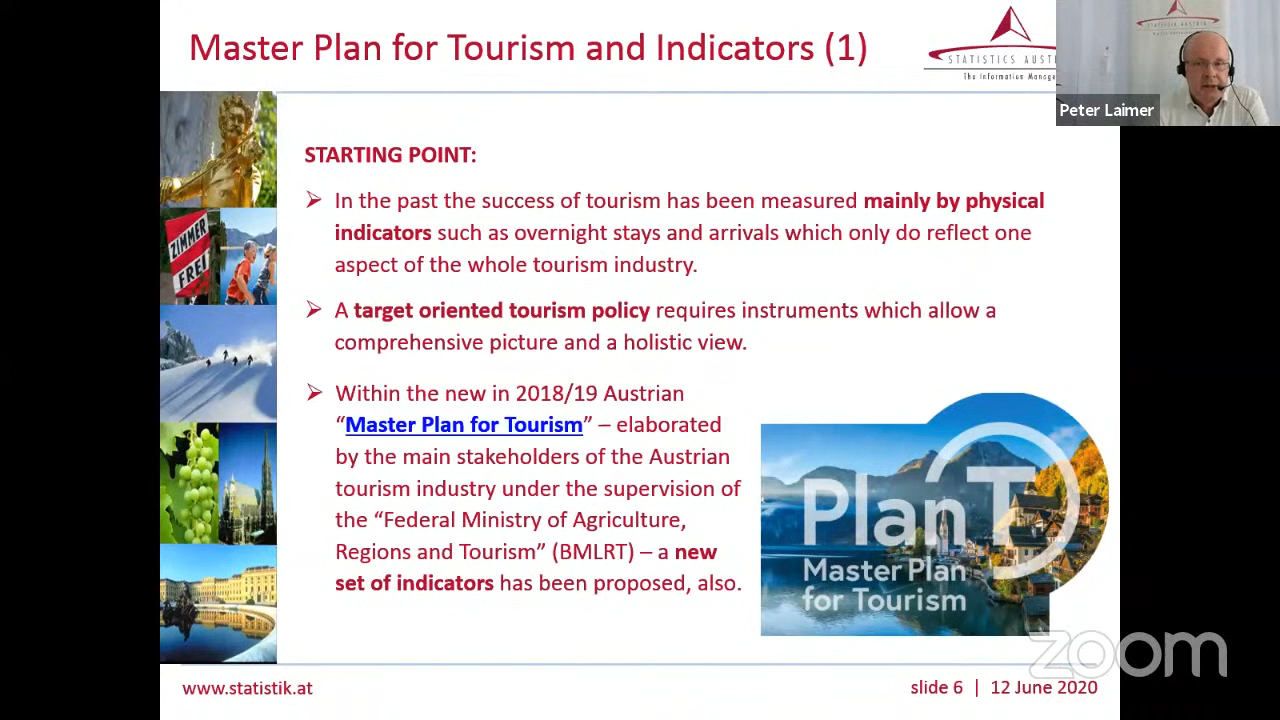 Master Plan for Tourism and Indicators (1)
STATISTICS AUST
The Information Manage
STATISTIK AUSTRIA
Peter Laimer
STARTING POINT:
In the past the success of tourism has been measured mainly by physical
indicators such as overnight stays and arrivals which only do reflect one
aspect of the whole tourism industry.
A target oriented tourism policy requires instruments which allow a
comprehensive picture and a holistic view.
Within the new in 2018/19 Austrian
“Master Plan for Tourism” – elaborated
by the main stakeholders of the Austrian
tourism industry under the supervision of
the “Federal Ministry of Agriculture,
Regions and Tourism” (BMLRT) – a new
set of indicators has been proposed, also.
ZIMMER
FREI
PlanT
Master Plan
for Tourism
zoom
www.statistik.at
slide 6 | 12 June 2020